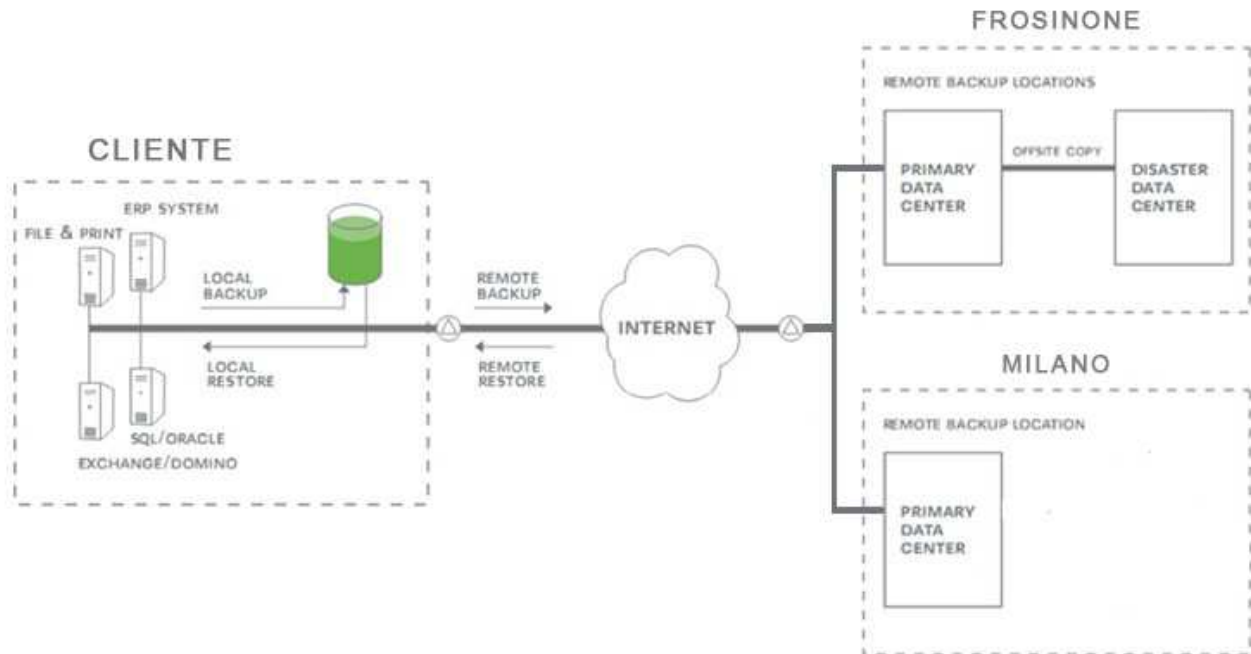 CLIENTE
ERP SYSTEM
FILE & PRINT
LOCAL
BACKUP
LOCAL
RESTORE
SQL/ORACLE
EXCHANGE/DOMINO
REMOTE
BACKUP
REMOTE
RESTORE
INTERNET
FROSINONE
REMOTE BACKUP LOCATIONS
PRIMARY
DATA
CENTER
OFFSITE COPY
DISASTER
DATA
CENTER
MILANO
REMOTE BACKUP LOCATION
PRIMARY
DATA
CENTER